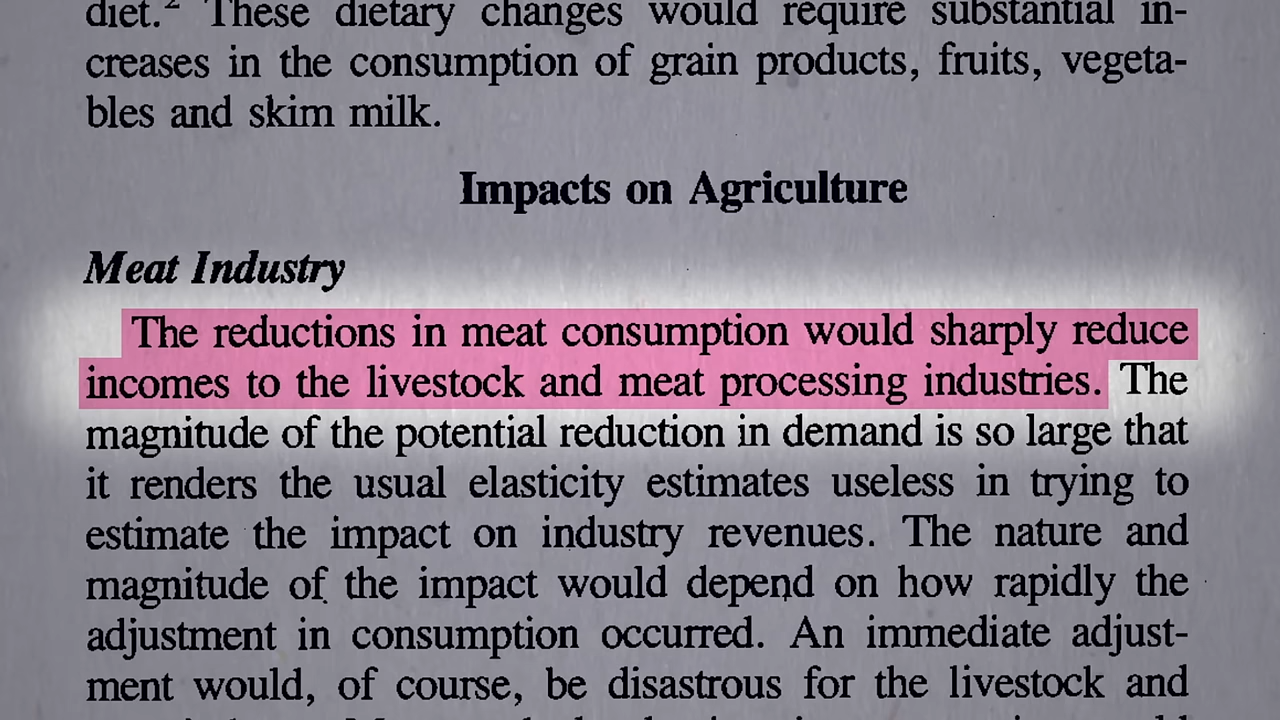 diet.² These dietary changes would require substantial in-
creases in the consumption of grain products, fruits, vegeta-
bles and skim milk.
Impacts on Agriculture
Meat Industry
The reductions in meat consumption would sharply reduce
incomes to the livestock and meat processing industries. The
magnitude of the potential reduction in demand is so large that
it renders the usual elasticity estimates useless in trying to
estimate the impact on industry revenues. The nature and
magnitude of the impact would depend on how rapidly the
adjustment in consumption occurred. An immediate adjust-
ment would, of course, be disastrous for the livestock and